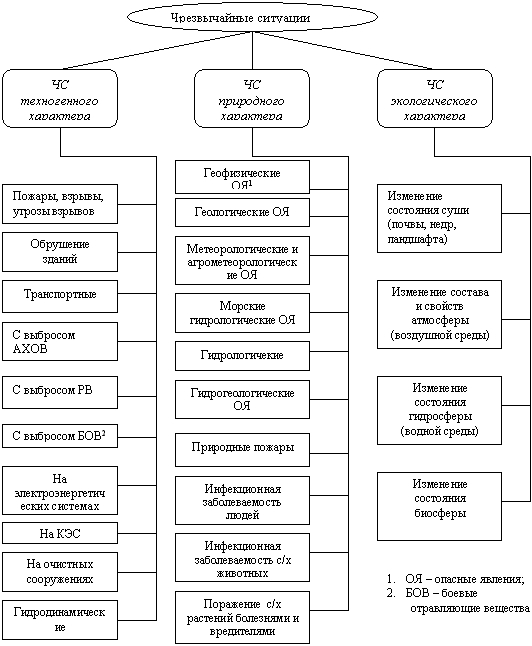 Чрезвычайные ситуации
ЧС
техногенного
характера
ЧС
природного
характера
ЧС
экологического
характера
Пожары, взрывы,
угрозы взрывов
Обрушение
зданий
Транспортные
С выбросом
АХОВ
С выбросом РВ
С выбросом БОВ²
На
электроэнергет­и
ческих системах
На КЭС
На очистных
сооружениях
Гидродинамичес­к
ие
Геофизические
ОЯ¹
Геологические ОЯ
Метеорологические и
агрометеорологическ
ие ОЯ
Морские
гидрологические ОЯ
Гидрологичекие
Гидрогеологические
ОЯ
Природные пожары
Инфекционная
заболеваемость
людей
Инфекционная
заболеваемость с/х
животных
Поражение с/х
растений болезнями и
вредителями
Изменение
состояния суши
(почвы, недр,
ландшафта)
Изменение состава
и свойств
атмосферы
(воздушной среды)
Изменение
состояния
гидросферы
(водной среды)
Изменение
состояния
биосферы
1. ОЯ – опасные явления;
2. БОВ – боевые
отравляющие вещества